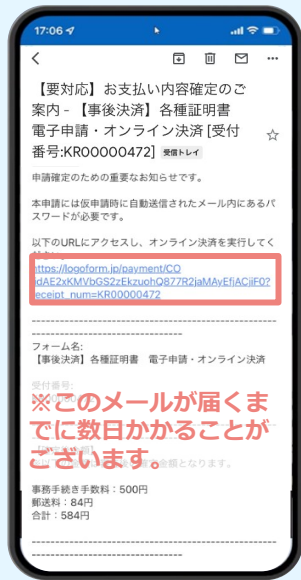 17:06
【要対応】お支払い内容確定のご
案内 - 【事後決済】各種証明書
電子申請・オンライン決済 [受付
番号:KR00000472] 受信トレイ
申請確定のための重要なお知らせです。
本申請には仮申請時に自動送信されたメール内にあるパ
スワードが必要です。
以下のURLにアクセスし、オンライン決済を実行してく
https://logoform.jp/payment/CO
dAE2xKMVbGS2zEkzuohQ877R2jaMAyEfiACjiF0?
receipt_num=KR00000472
----------------------------------------
フォーム名:
【事後決済】各種証明書 電子申請・オンライン決済
受付番号:
※このメールが届くま
でに数日かかることが
ございます。
金額となります。
事務手続き手数料：500円
郵送料：84円
合計：584円
----------------------------------------